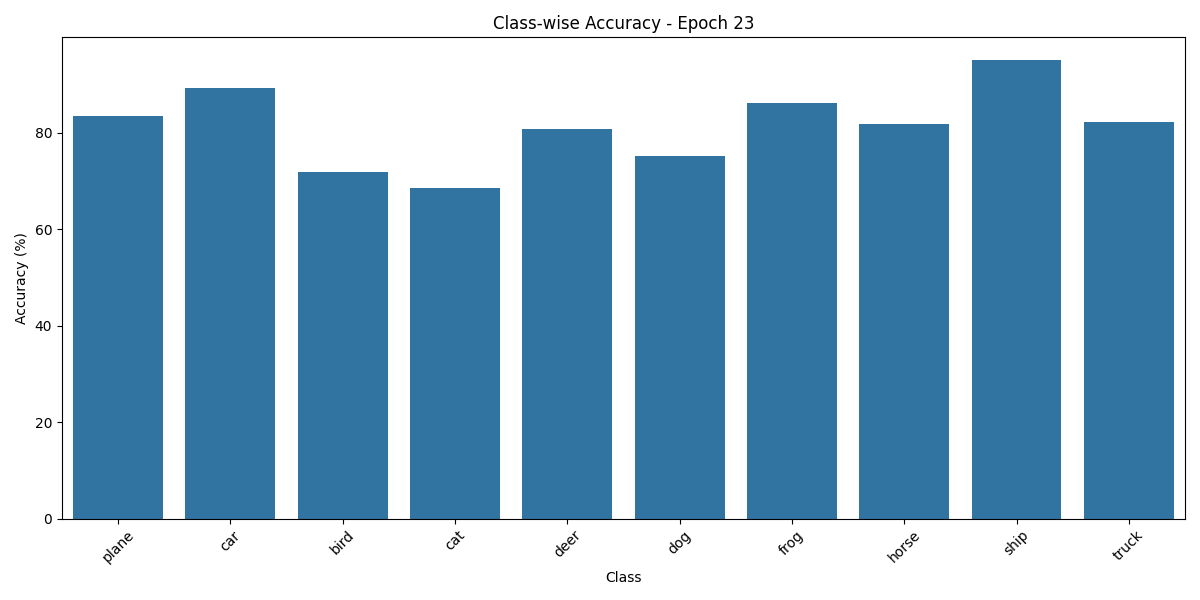 Class-wise Accuracy - Epoch 23
Accuracy (%)
80
60
40
20
0
plane
car
bird
cat
deer
dog
frog
horse
ship
truck
Class